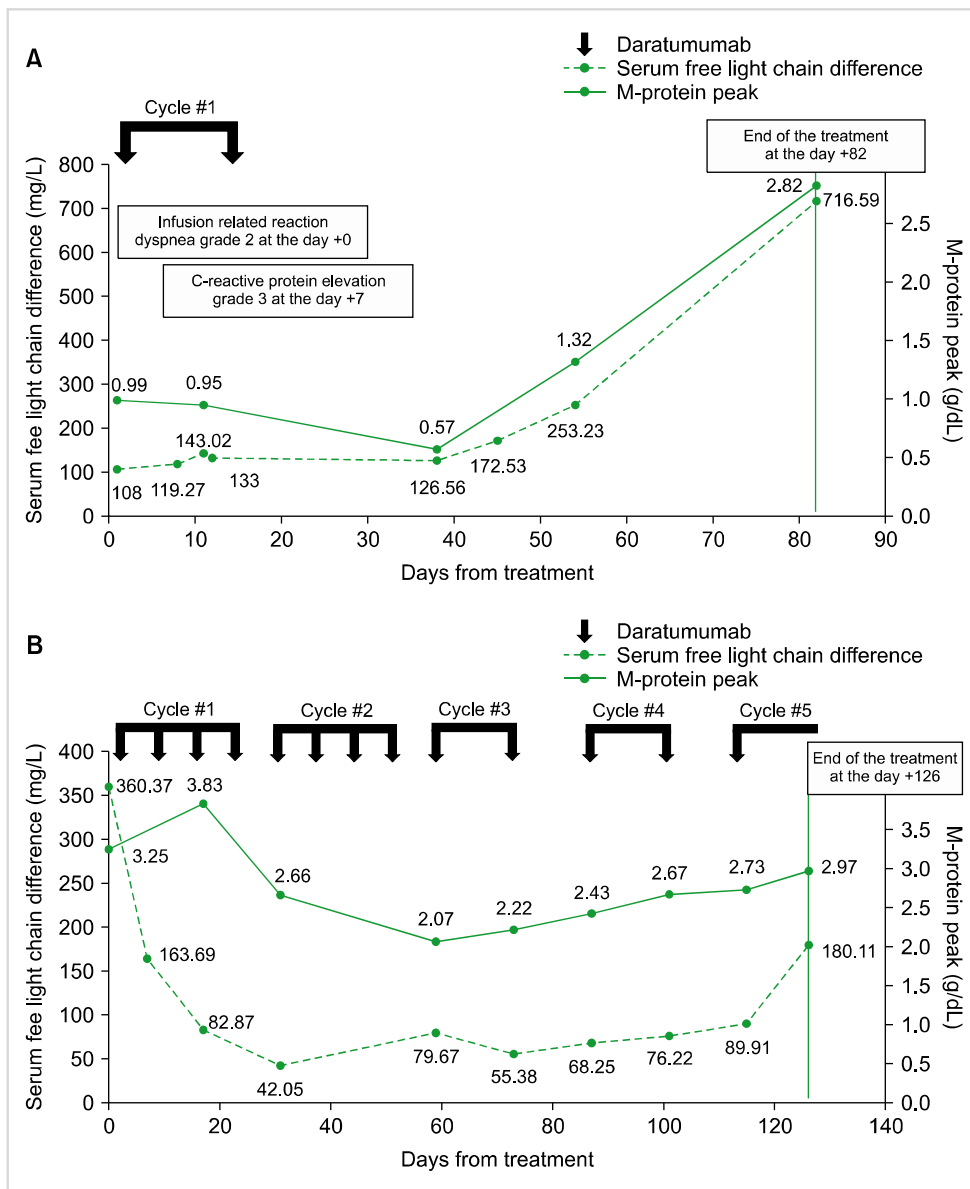 A
Daratumumab
Serum free light chain difference
M-protein peak
Cycle #1
End of the treatment
at the day +82
Infusion related reaction
dyspnea grade 2 at the day +0
C-reactive protein elevation
grade 3 at the day +7
Serum fee light chain difference (mg/L)
800
700
600
500
400
300
200
100
0
0.99
0.95
0.57
1.32
2.82
716.59
108
119.27
143.02
133
126.56
172.53
253.23
2.5
2.0
1.5
1.0
0.5
0.0
M-protein peak (g/dL)
0 10 20 30 40 50 60 70 80 90
Days from treatment
B
Daratumumab
Serum free light chain difference
M-protein peak
Cycle #1 Cycle #2 Cycle #3 Cycle #4 Cycle #5
End of the treatment
at the day +126
Serum fee light chain difference (mg/L)
400
350
300
250
200
150
100
50
0
360.37
3.83
3.25
2.66
2.07
2.22
2.43
2.67
2.73
2.97
163.69
82.87
42.05
79.67
55.38
68.25
76.22
89.91
180.11
3.5
3.0
2.5
2.0
1.5
1.0
0.5
0.0
M-protein peak (g/dL)
0 20 40 60 80 100 120 140
Days from treatment